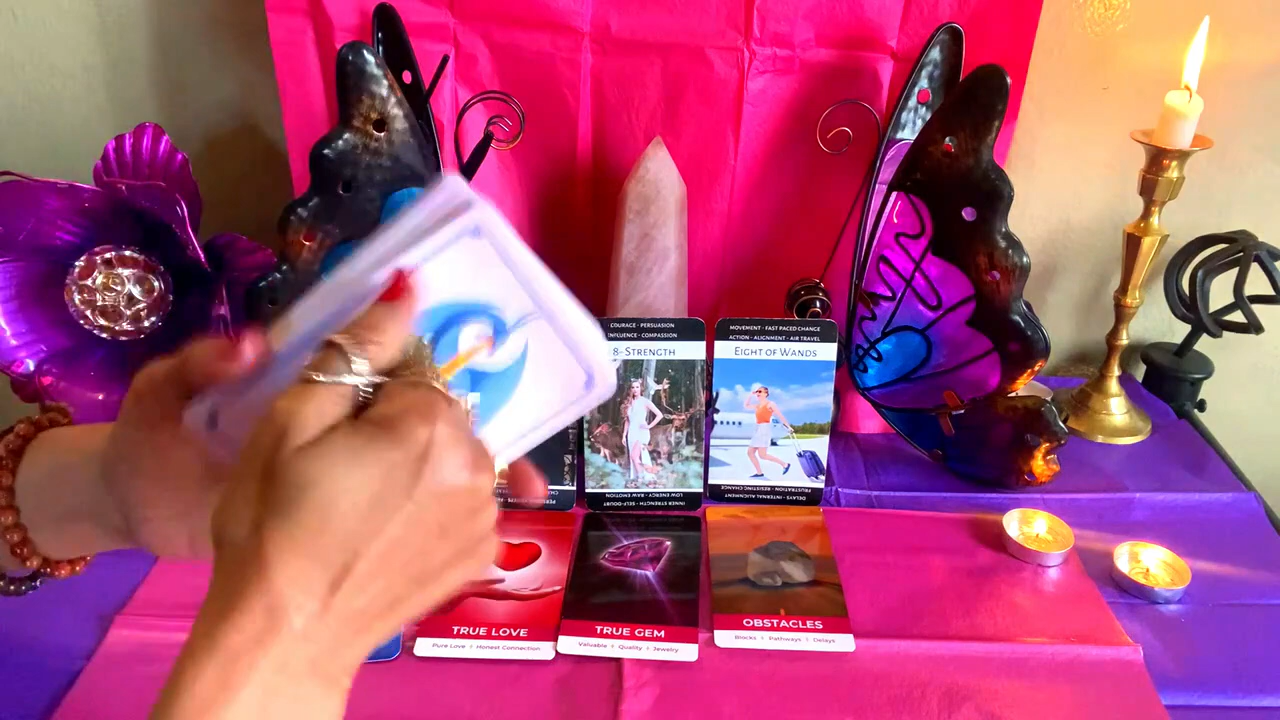 COURAGE · PERSUASION
INFLUENCE · COMPASSION
8-STRENGTH
INNER STRENGTH · SELF-DOUBT
LOW ENERGY · RAW EMOTION
MOVEMENT · FAST PACED CHANGE
ACTION · ALIGNMENT · AIR TRAVEL
EIGHT OF WANDS
DELAYS · INTERNAL ALIGNMENT
FRUSTRATION · RESISTING CHANGE
TRUE LOVE
Pure Love | Honest Connection
TRUE GEM
Valuable | Quality | Jewelry
OBSTACLES
Blocks | Pathways | Delays